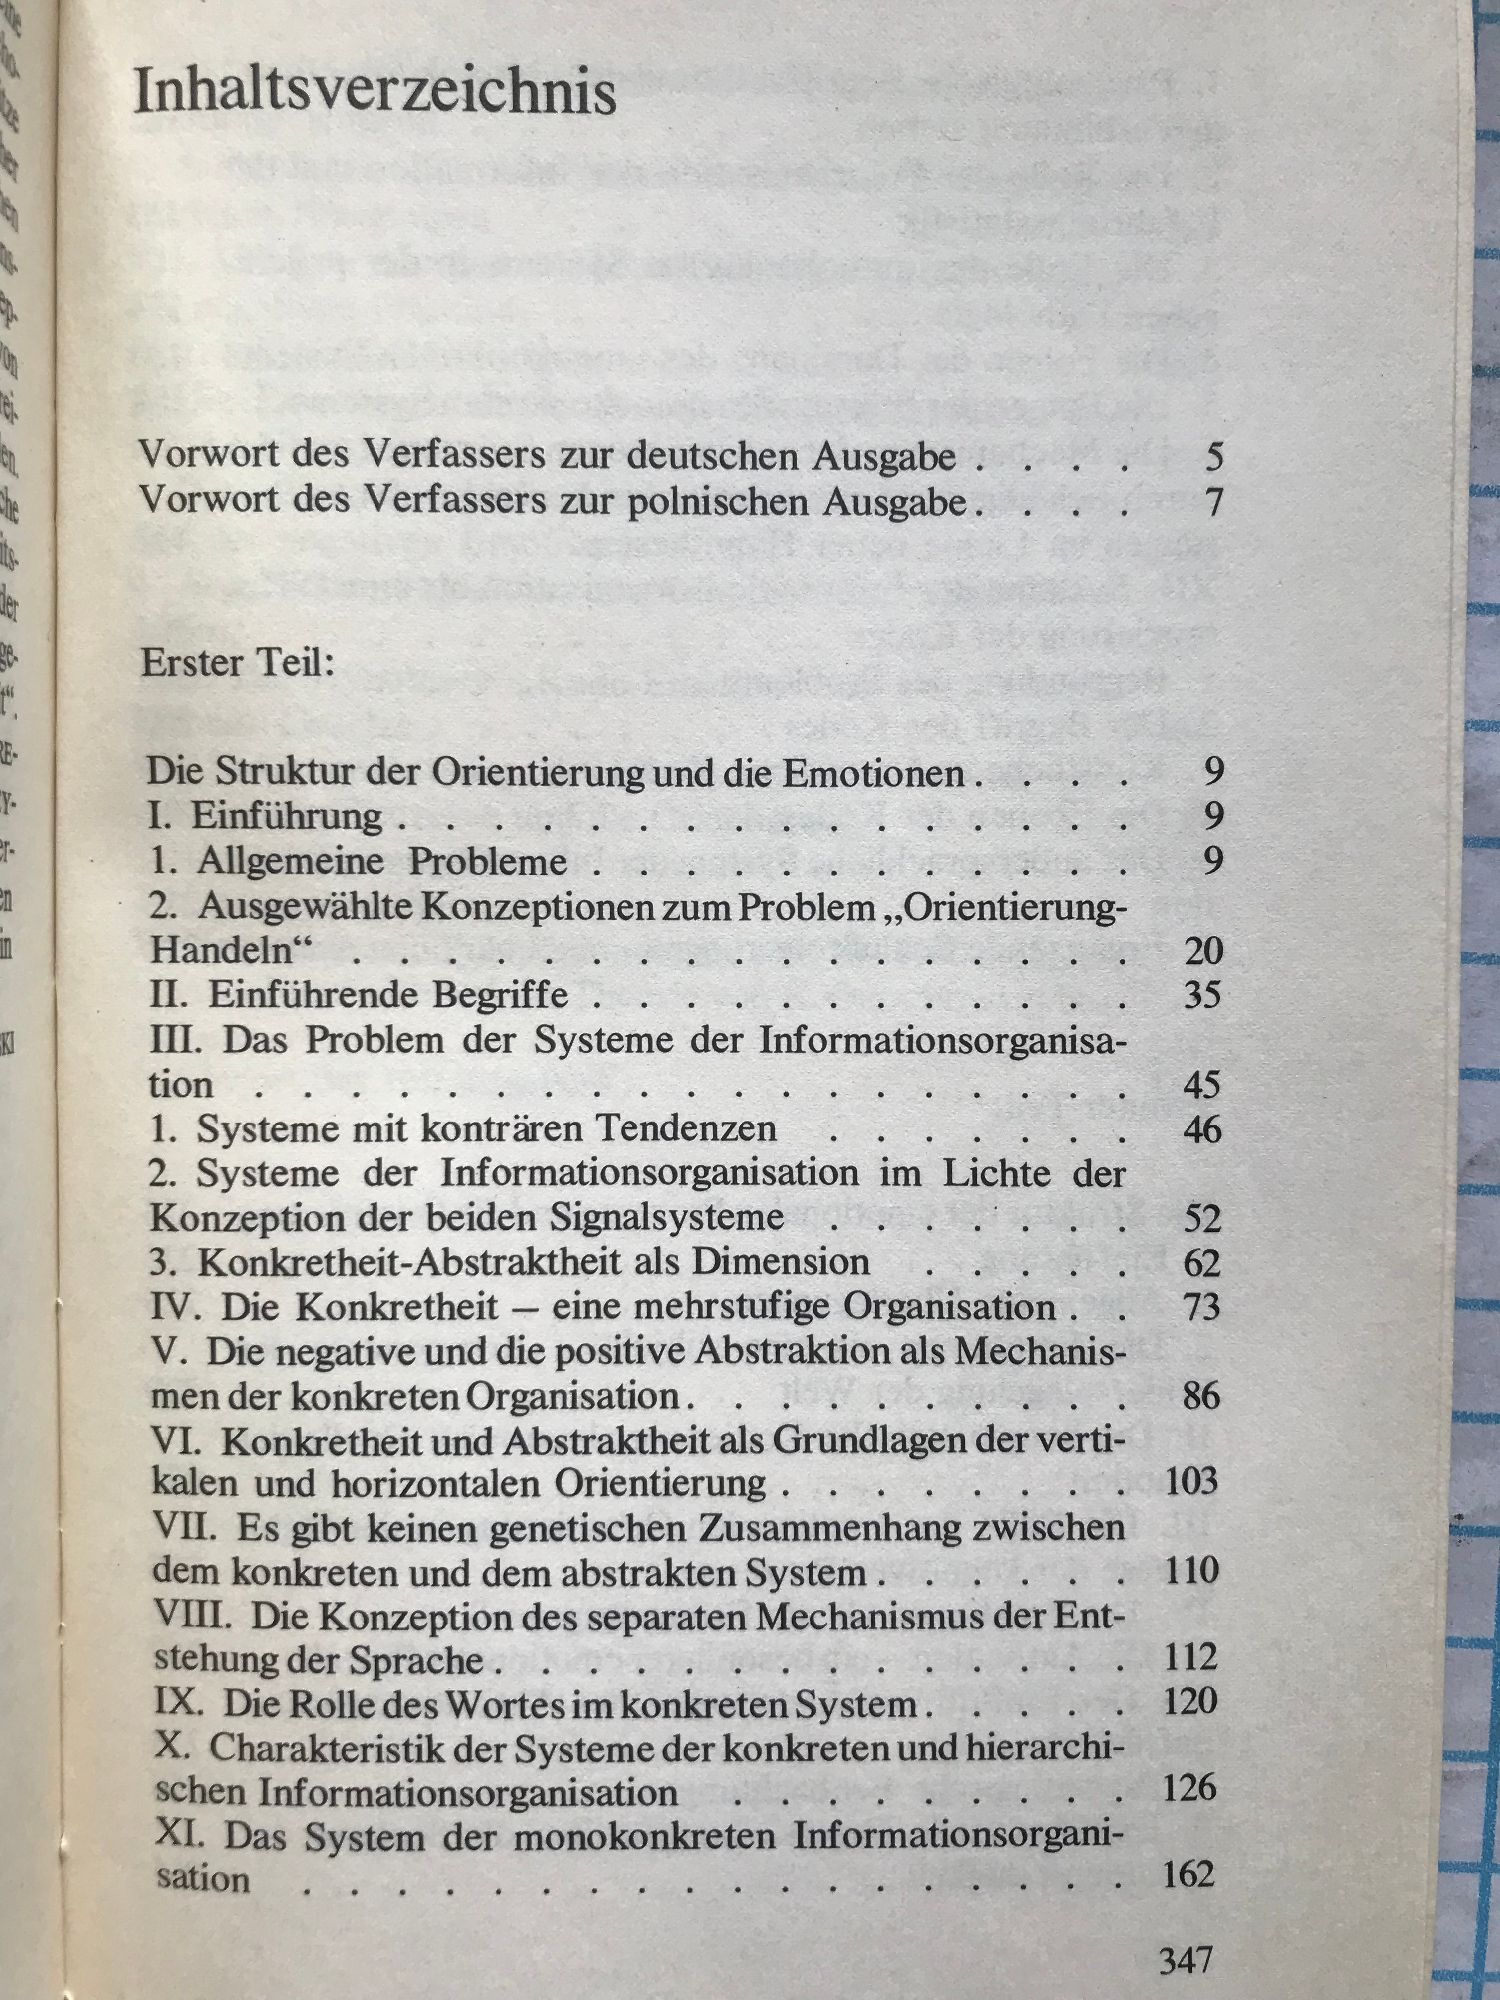 Inhaltsverzeichnis
Vorwort des Verfassers zur deutschen Ausgabe . . . . 5
Vorwort des Verfassers zur polnischen Ausgabe . . . . 7
Erster Teil:
Die Struktur der Orientierung und die Emotionen . . . . 9
I. Einführung . . . . . . . . . . . . . . . . 9
1. Allgemeine Probleme . . . . . . . . . . . . 9
2. Ausgewählte Konzeptionen zum Problem „Orientierung-
Handeln“ . . . . . . . . . . . . . . . . . 20
II. Einführende Begriffe . . . . . . . . . . . . 35
III. Das Problem der Systeme der Informationsorganisa-
tion . . . . . . . . . . . . . . . . . . . 45
1. Systeme mit konträren Tendenzen . . . . . . . 46
2. Systeme der Informationsorganisation im Lichte der
Konzeption der beiden Signalsysteme . . . . . . . 52
3. Konkretheit-Abstraktheit als Dimension . . . . . 62
IV. Die Konkretheit – eine mehrstufige Organisation . . 73
V. Die negative und die positive Abstraktion als Mechanis-
men der konkreten Organisation . . . . . . . . . . 86
VI. Konkretheit und Abstraktheit als Grundlagen der verti-
kalen und horizontalen Orientierung . . . . . . . . 103
VII. Es gibt keinen genetischen Zusammenhang zwischen
dem konkreten und dem abstrakten System . . . . . . 110
VIII. Die Konzeption des separaten Mechanismus der Ent-
stehung der Sprache . . . . . . . . . . . . . . 112
IX. Die Rolle des Wortes im konkreten System . . . . . 120
X. Charakteristik der Systeme der konkreten und hierarchi-
schen Informationsorganisation . . . . . . . . . 126
XI. Das System der monokonkreten Informationsorgani-
sation . . . . . . . . . . . . . . . . . . 162
347